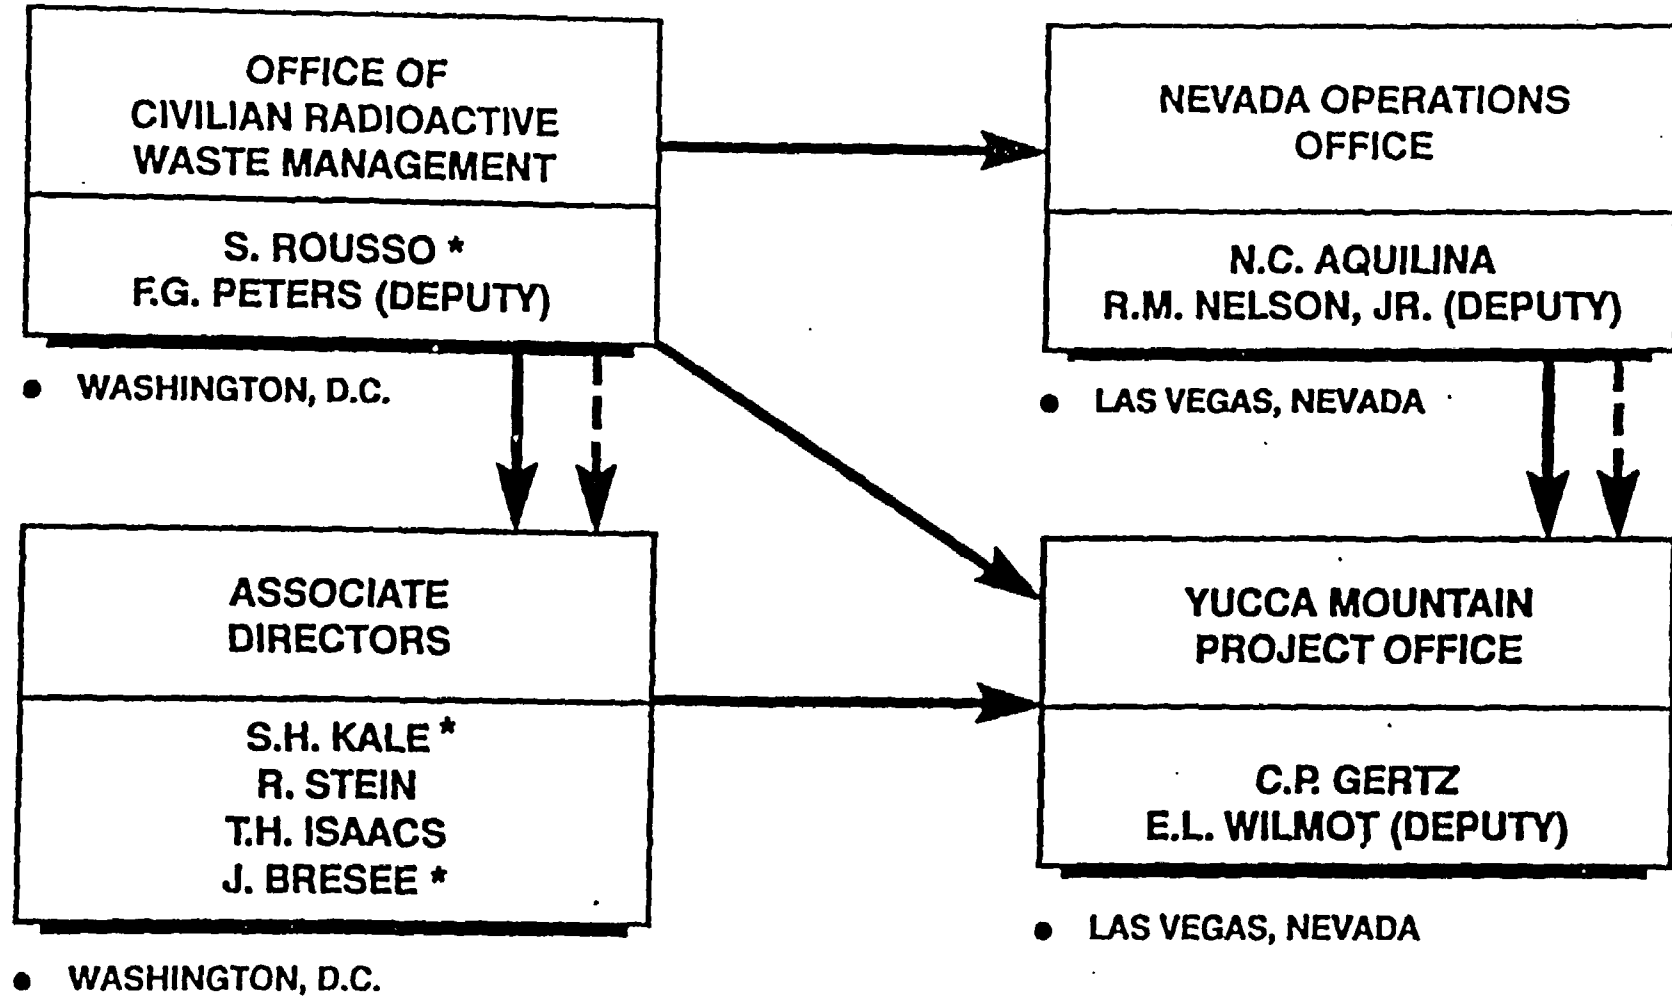 OFFICE OF
CIVILIAN RADIOACTIVE
WASTE MANAGEMENT
S. ROUSSO *
F.G. PETERS (DEPUTY)
• WASHINGTON, D.C.
NEVADA OPERATIONS
OFFICE
N.C. AQUILINA
R.M. NELSON, JR. (DEPUTY)
• LAS VEGAS, NEVADA
ASSOCIATE
DIRECTORS
S.H. KALE *
R. STEIN
T.H. ISAACS
J. BRESEE *
• WASHINGTON, D.C.
YUCCA MOUNTAIN
PROJECT OFFICE
C.P. GERTZ
E.L. WILMOT (DEPUTY)
• LAS VEGAS, NEVADA